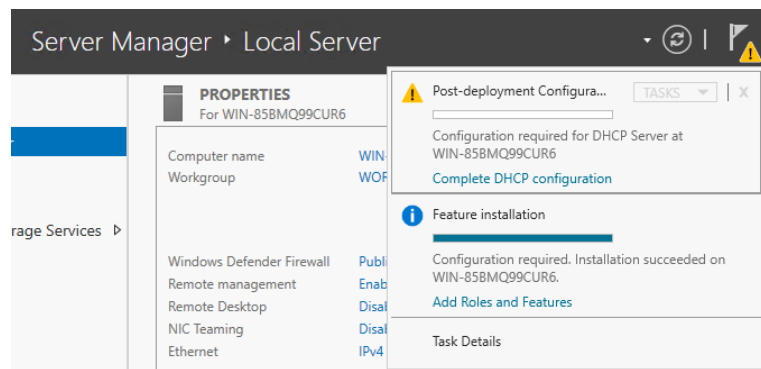 Server Manager ‣ Local Server
PROPERTIES
For WIN-85BMQ99CUR6
Computer name WIN-
Workgroup WOR
rage Services
Windows Defender Firewall Publi
Remote management Enab
Remote Desktop Disal
NIC Teaming Disal
Ethernet IPv4
Post-deployment Configura... TASKS X
Configuration required for DHCP Server at
WIN-85BMQ99CUR6
Complete DHCP configuration
Feature installation
Configuration required. Installation succeeded on
WIN-85BMQ99CUR6.
Add Roles and Features
Task Details